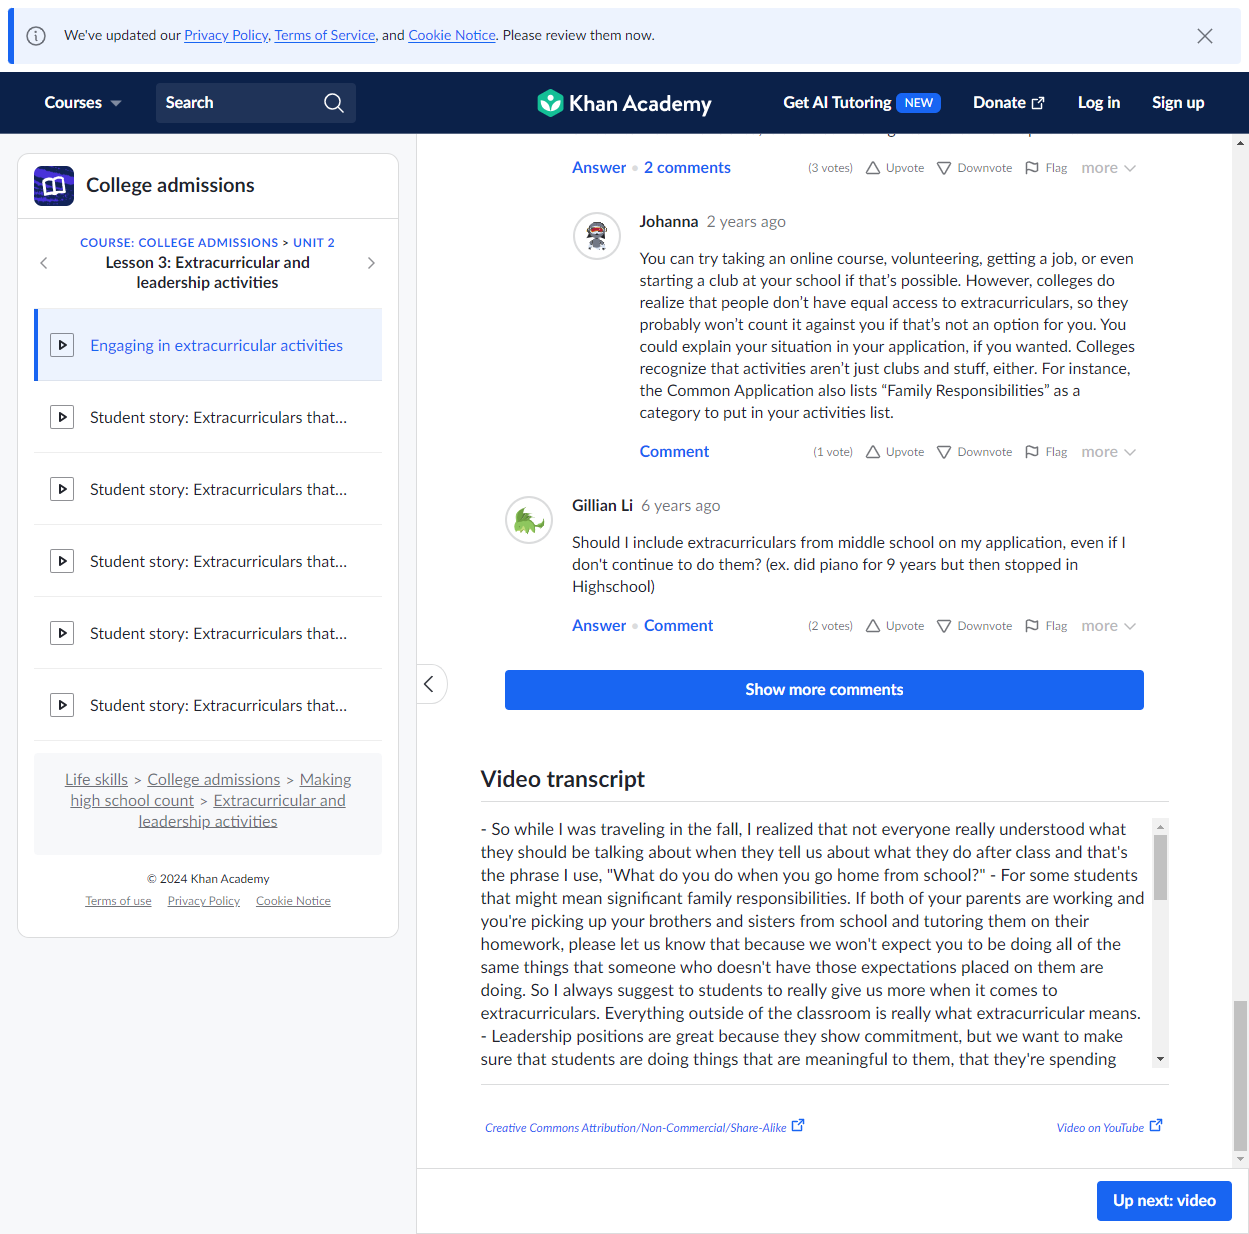 We've updated our Privacy Policy, Terms of Service, and Cookie Notice. Please review them now.
Courses
Search
Khan Academy
Get AI Tutoring NEW
Donate
Log in
Sign up
College admissions
COURSE: COLLEGE ADMISSIONS > UNIT 2
Lesson 3: Extracurricular and
leadership activities
Engaging in extracurricular activities
Student story: Extracurriculars that...
Student story: Extracurriculars that...
Student story: Extracurriculars that...
Student story: Extracurriculars that...
Student story: Extracurriculars that...
Life skills > College admissions > Making
high school count > Extracurricular and
leadership activities
© 2024 Khan Academy
Terms of use Privacy Policy Cookie Notice
Answer • 2 comments (3 votes) Upvote Downvote Flag more
Johanna 2 years ago
You can try taking an online course, volunteering, getting a job, or even
starting a club at your school if that’s possible. However, colleges do
realize that people don’t have equal access to extracurriculars, so they
probably won’t count it against you if that’s not an option for you. You
could explain your situation in your application, if you wanted. Colleges
recognize that activities aren’t just clubs and stuff, either. For instance,
the Common Application also lists “Family Responsibilities” as a
category to put in your activities list.
Comment (1 vote) Upvote Downvote Flag more
Gillian Li 6 years ago
Should I include extracurriculars from middle school on my application, even if I
don't continue to do them? (ex. did piano for 9 years but then stopped in
Highschool)
Answer • Comment (2 votes) Upvote Downvote Flag more
Show more comments
Video transcript
- So while I was traveling in the fall, I realized that not everyone really understood what
they should be talking about when they tell us about what they do after class and that's
the phrase I use, "What do you do when you go home from school?" - For some students
that might mean significant family responsibilities. If both of your parents are working and
you're picking up your brothers and sisters from school and tutoring them on their
homework, please let us know that because we won't expect you to be doing all of the
same things that someone who doesn't have those expectations placed on them are
doing. So I always suggest to students to really give us more when it comes to
extracurriculars. Everything outside of the classroom is really what extracurricular means.
- Leadership positions are great because they show commitment, but we want to make
sure that students are doing things that are meaningful to them, that they're spending
Creative Commons Attribution/Non-Commercial/Share-Alike
Video on YouTube
Up next: video